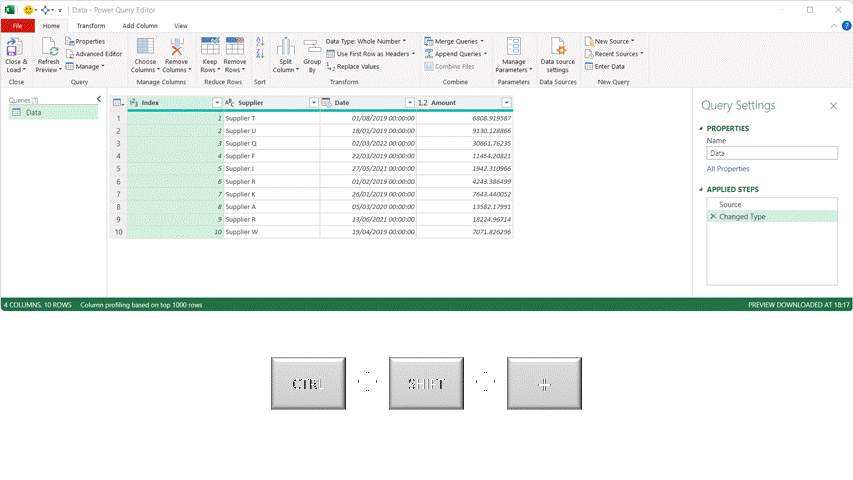 Data - Power Query Editor
File Home Transform Add Column View
Close & Load
Refresh Preview
Properties
Advanced Editor
Manage
Choose Columns
Remove Columns
Keep Rows
Remove Rows
Split Column
Group By
Data Type: Whole Number
Use First Row as Headers
Replace Values
Merge Queries
Append Queries
Combine Files
Manage Parameters
Data source settings
New Source
Recent Sources
Enter Data
Close Query Manage Columns Reduce Rows Sort Transform Combine Parameters Data Sources New Query
Queries [1]
Data
Index Supplier Date Amount
1 1 Supplier T 01/08/2019 00:00:00 6808.919587
2 2 Supplier U 18/01/2019 00:00:00 9130.128866
3 3 Supplier Q 02/03/2022 00:00:00 30661.76235
4 4 Supplier F 22/03/2019 00:00:00 11454.20821
5 5 Supplier J 27/05/2021 00:00:00 1942.310966
6 6 Supplier R 01/02/2019 00:00:00 4243.386499
7 7 Supplier K 26/01/2019 00:00:00 7643.440052
8 8 Supplier A 05/03/2020 00:00:00 13582.17991
9 9 Supplier R 13/06/2021 00:00:00 18224.96714
10 10 Supplier W 19/04/2019 00:00:00 7071.826296
Query Settings
PROPERTIES
Name
Data
All Properties
APPLIED STEPS
Source
Changed Type
4 COLUMNS, 10 ROWS Column profiling based on top 1000 rows PREVIEW DOWNLOADED AT 18:17
CTRL SHIFT +